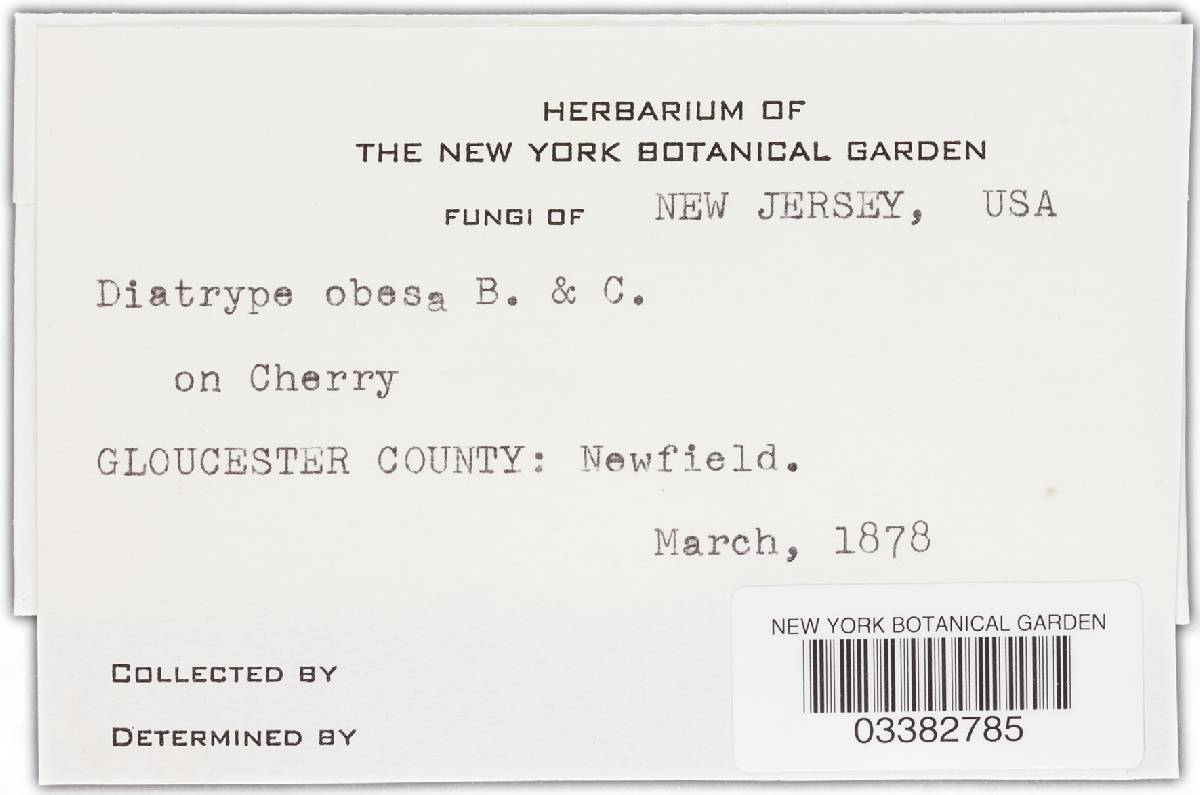 HERBARIUM OF
THE NEW YORK BOTANICAL GARDEN
FUNGI OF NEW JERSEY, USA
Diatrype obesa B. & C.
on Cherry
GLOUCESTER COUNTY: Newfield.
March, 1878
NEW YORK BOTANICAL GARDEN
03382785
COLLECTED BY
DETERMINED BY